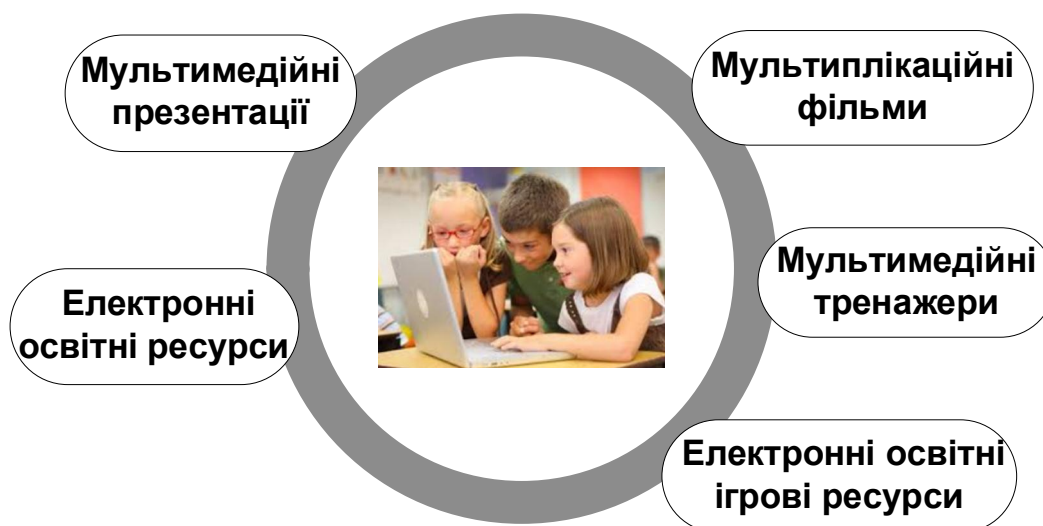 Мультимедійні
презентації
Мультиплікаційні
фільми
Електронні
освітні ресурси
Мультимедійні
тренажери
Електронні освітні
ігрові ресурси